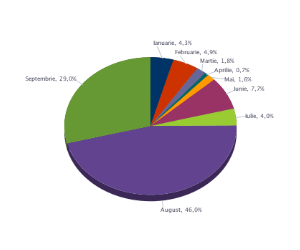 Ianuarie, 4,3%
Februarie, 4,9%
Martie, 1,8%
Aprilie, 0,7%
Mai, 1,6%
Iunie, 7,7%
Iulie, 4,0%
August, 46,0%
Septembrie, 29,0%